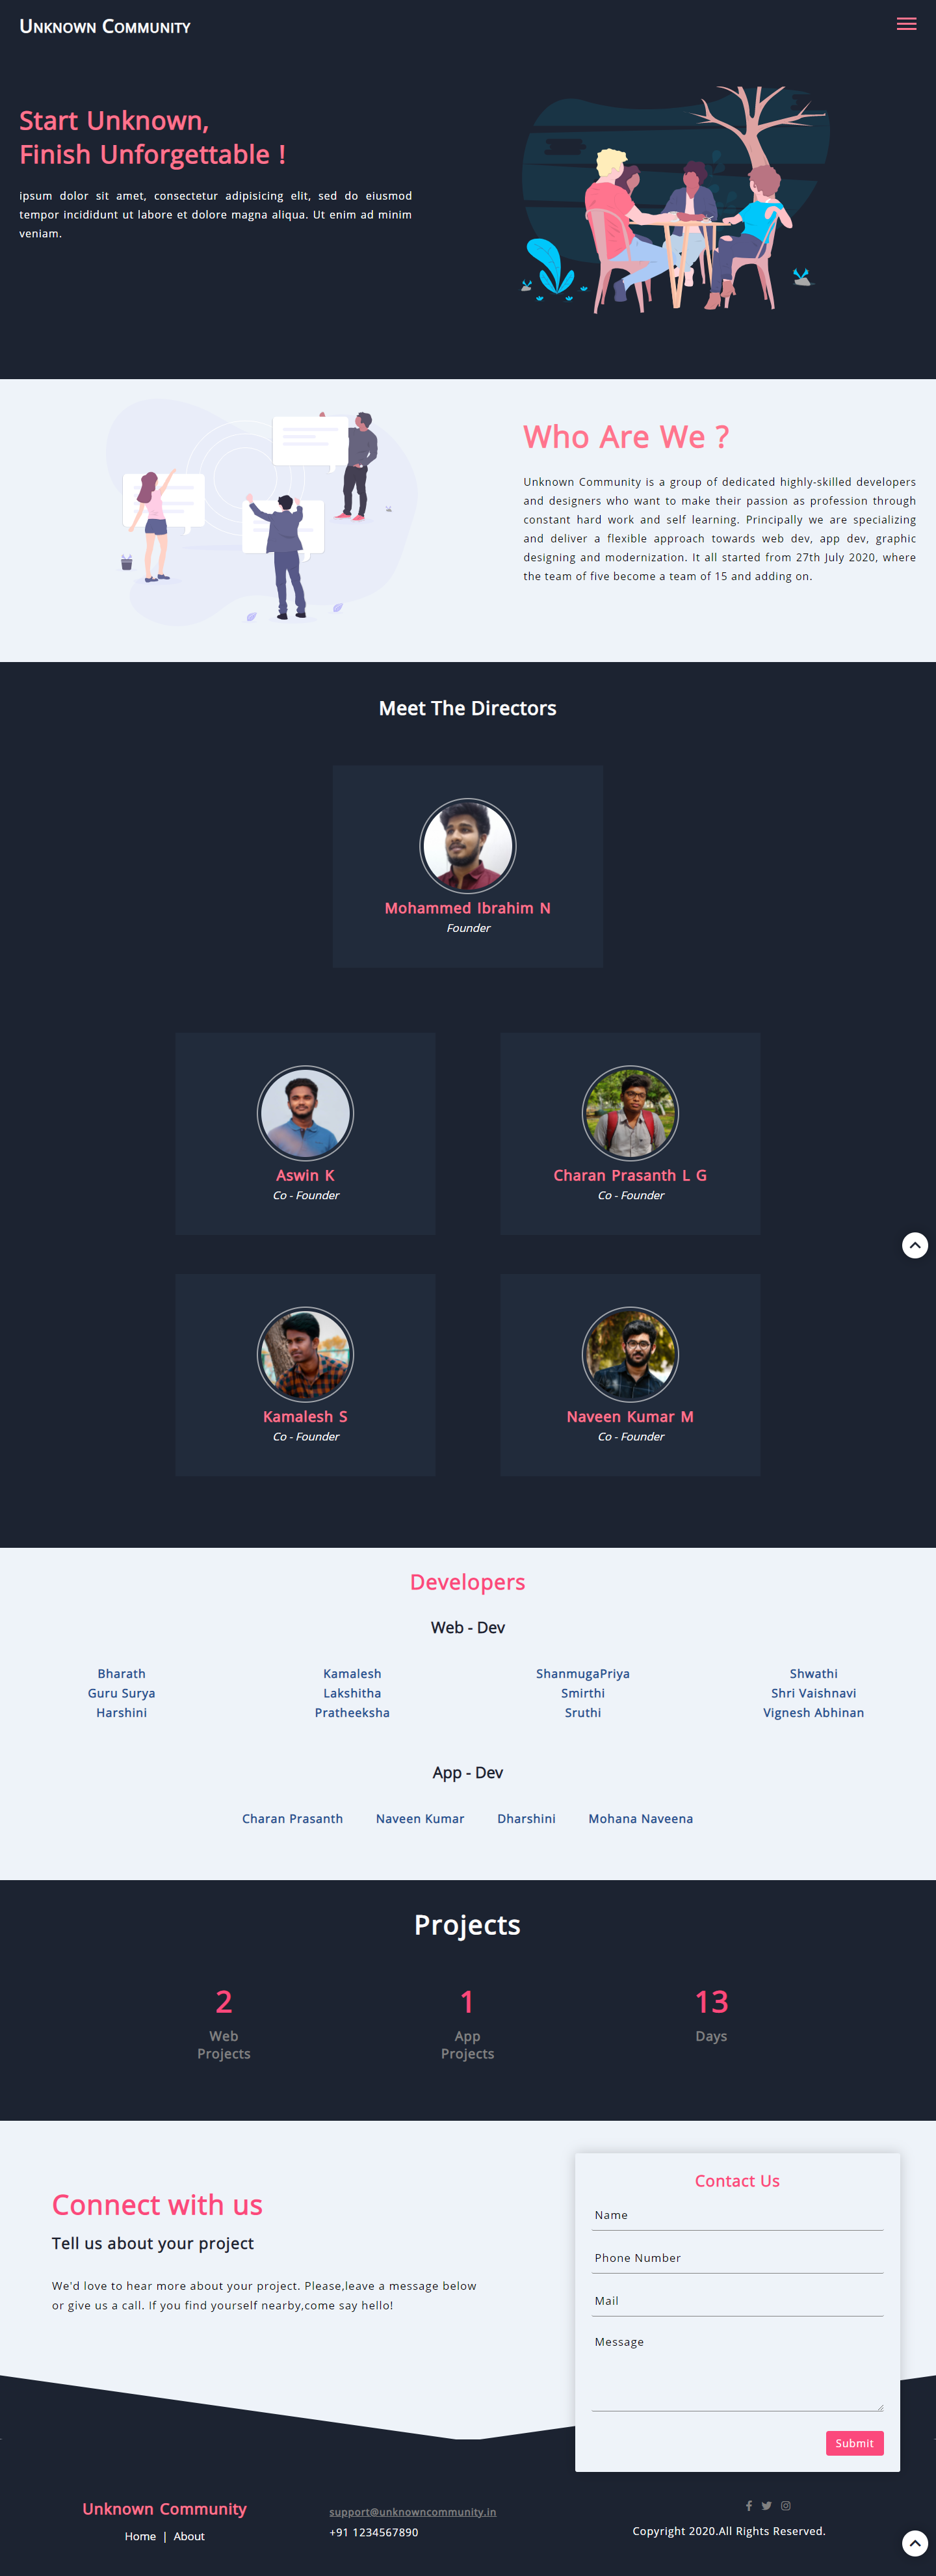 Unknown Community
Start Unknown,
Finish Unforgettable !
ipsum dolor sit amet, consectetur adipisicing elit, sed do eiusmod
tempor incididunt ut labore et dolore magna aliqua. Ut enim ad minim
veniam.
Who Are We ?
Unknown Community is a group of dedicated highly-skilled developers
and designers who want to make their passion as profession through
constant hard work and self learning. Principally we are specializing
and deliver a flexible approach towards web dev, app dev, graphic
designing and modernization. It all started from 27th July 2020, where
the team of five become a team of 15 and adding on.
Meet The Directors
Mohammed Ibrahim N
Founder
Aswin K
Co - Founder
Charan Prasanth L G
Co - Founder
Kamalesh S
Co - Founder
Naveen Kumar M
Co - Founder
Developers
Web - Dev
Bharath Kamalesh ShanmugaPriya Shwathi
Guru Surya Lakshitha Smirthi Shri Vaishnavi
Harshini Pratheeksha Sruthi Vignesh Abhinan
App - Dev
Charan Prasanth Naveen Kumar Dharshini Mohana Naveena
Projects
2 1 13
Web App Days
Projects Projects
Connect with us
Tell us about your project
We'd love to hear more about your project. Please,leave a message below
or give us a call. If you find yourself nearby,come say hello!
Contact Us
Name
Phone Number
Mail
Message
Submit
Unknown Community
Home | About
support@unknowncommunity.in
+91 1234567890
Copyright 2020.All Rights Reserved.